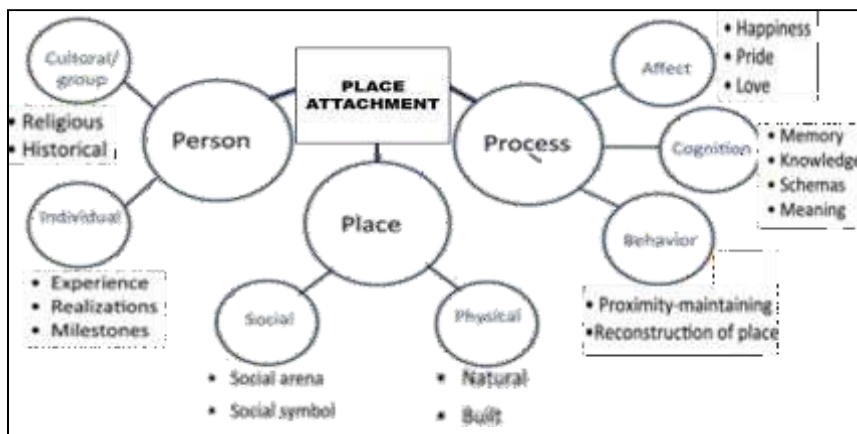 PLACE
ATTACHMENT
Cultural/
group
• Religious
• Historical
Person
Individual
• Experience
• Realizations
• Milestones
Place
Social
• Social arena
• Social symbol
Physical
• Natural
• Built
Process
Affect
• Happiness
• Pride
• Love
Cognition
• Memory
• Knowledge
• Schemas
• Meaning
Behavior
• Proximity-maintaining
•Reconstruction of place